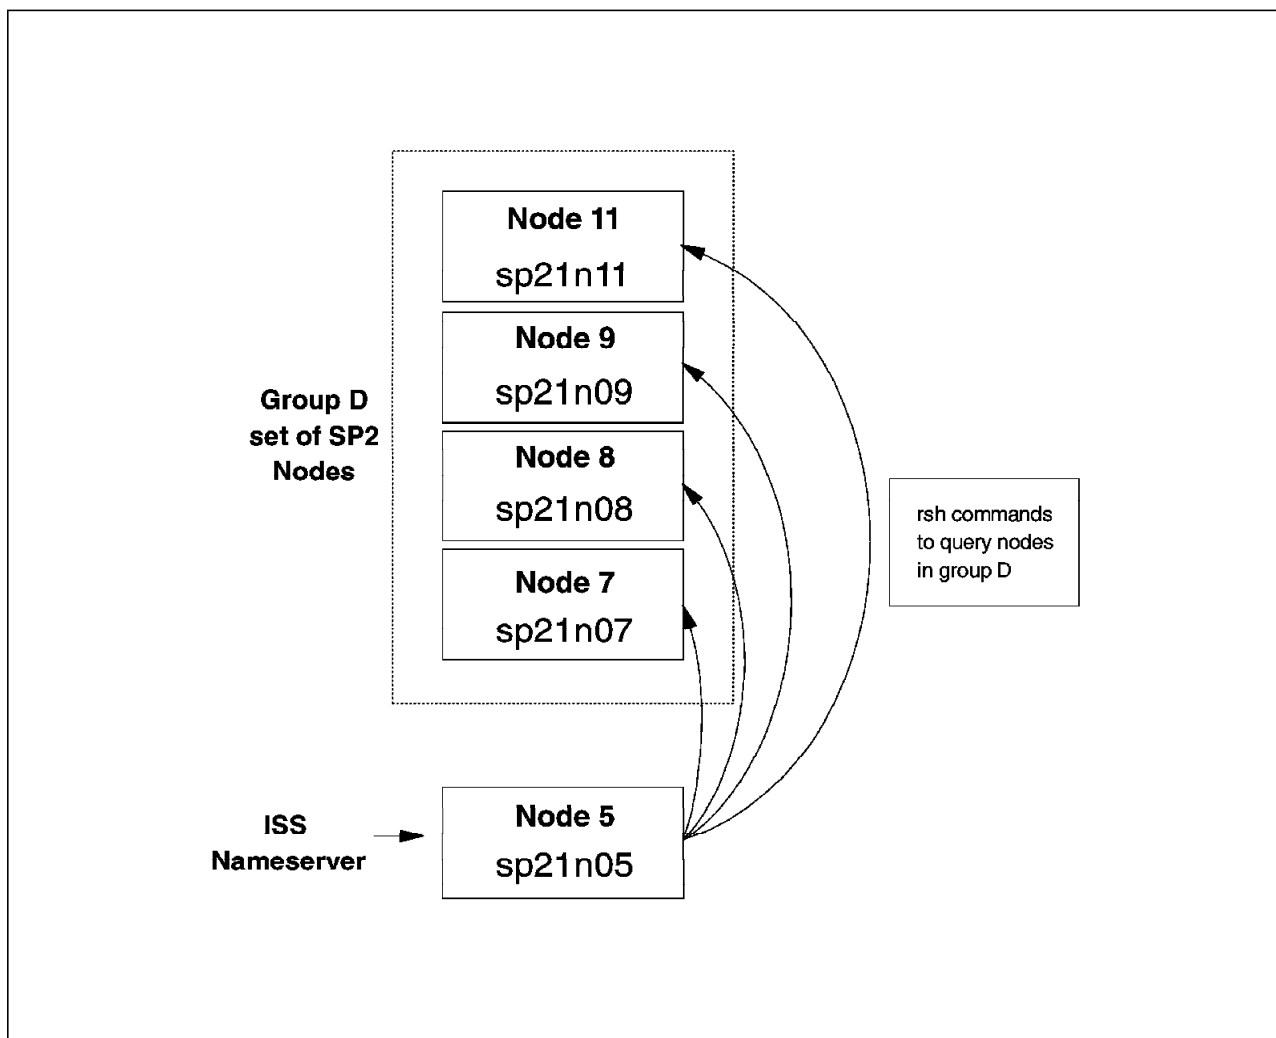 Node 11
sp21n11
Node 9
sp21n09
Group D
set of SP2
Nodes
Node 8
sp21n08
rsh commands
to query nodes
in group D
Node 7
sp21n07
Node 5
sp21n05
ISS
Nameserver